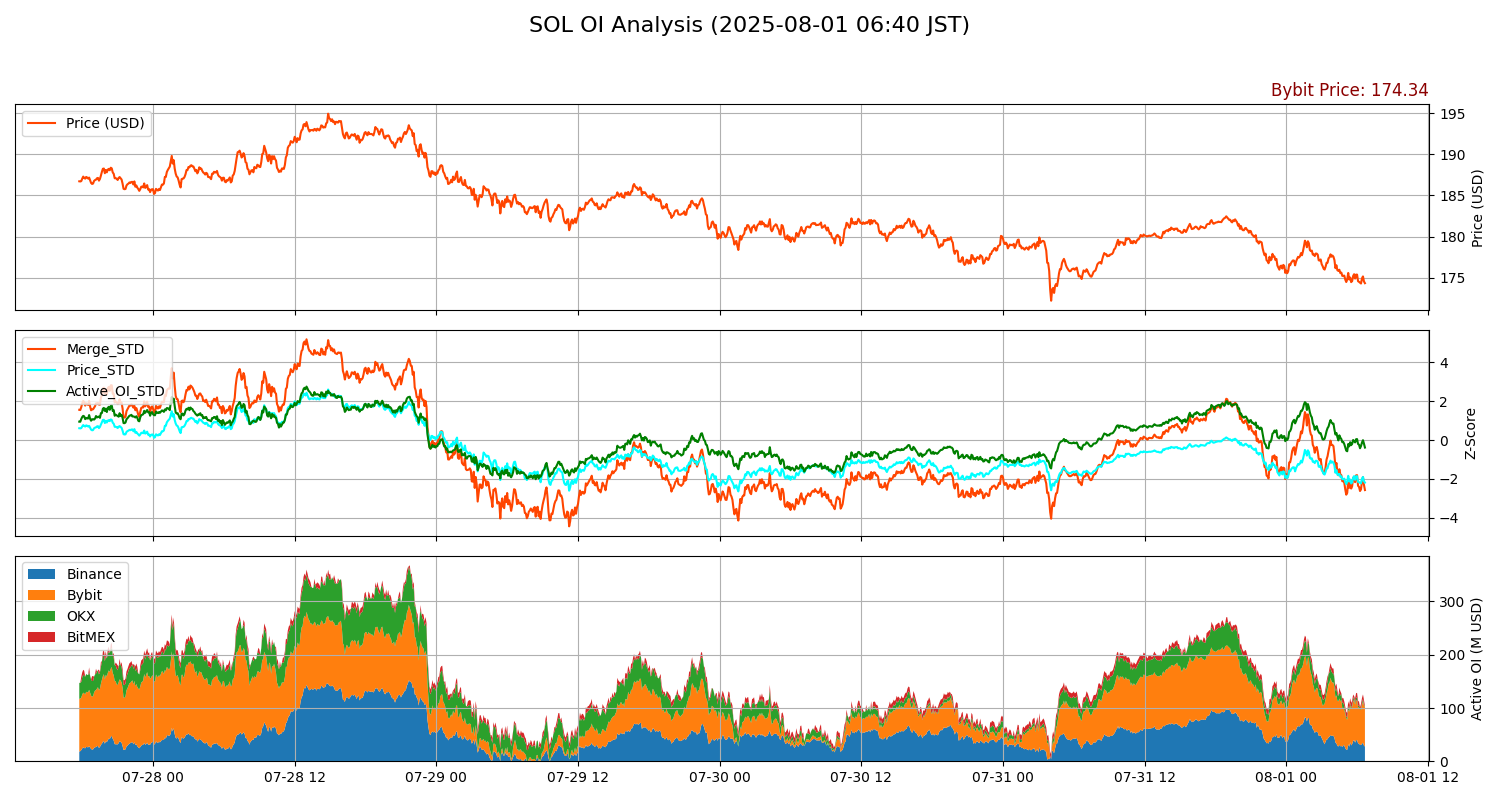 SOL OI Analysis (2025-08-01 06:40 JST)
Bybit Price: 174.34
Price (USD)
195
190
185
180
175
Price (USD)
Merge_STD
Price_STD
Active_OI_STD
4
2
0
−2
−4
Z-Score
Binance
Bybit
OKX
BitMEX
300
200
100
0
Active OI (M USD)
07-28 00
07-28 12
07-29 00
07-29 12
07-30 00
07-30 12
07-31 00
07-31 12
08-01 00
08-01 12